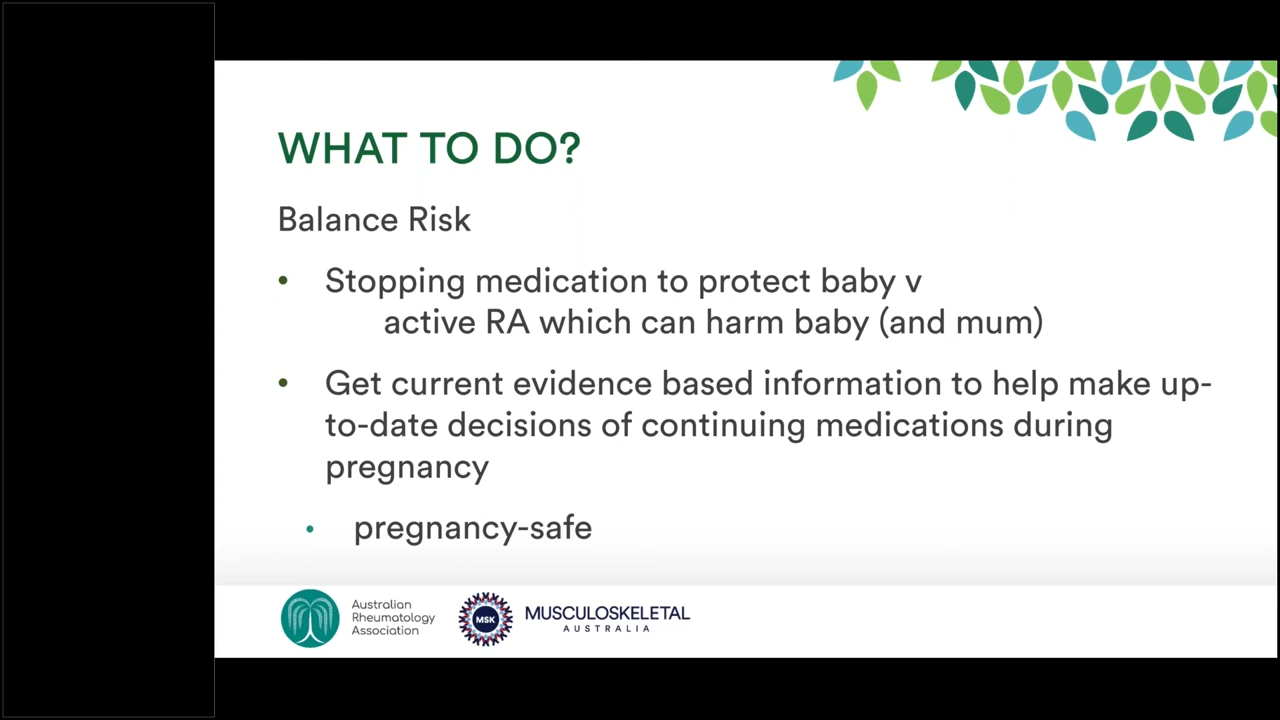 WHAT TO DO?
Balance Risk
• Stopping medication to protect baby v
active RA which can harm baby (and mum)
• Get current evidence based information to help make up-
to-date decisions of continuing medications during
pregnancy
• pregnancy-safe
Australian
Rheumatology
Association
MSK
MUSCULOSKELETAL
AUSTRALIA